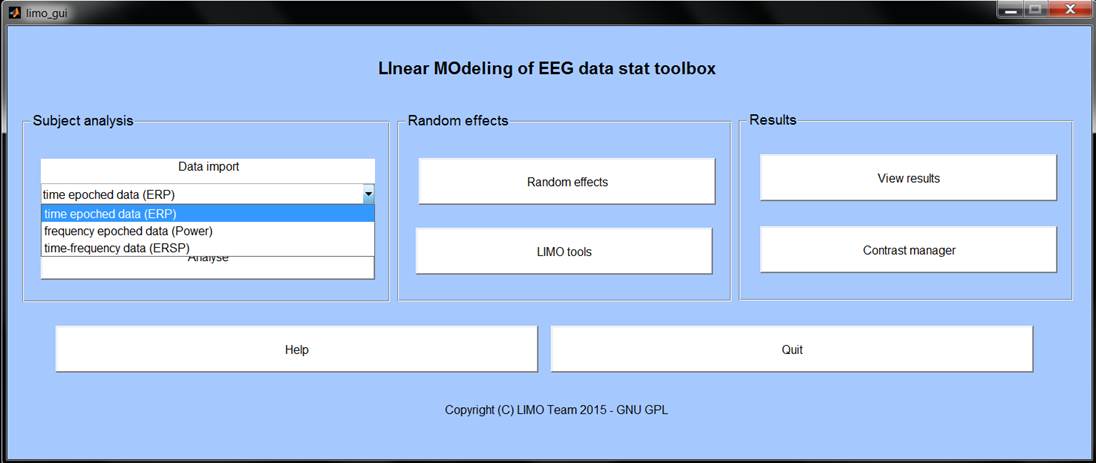 limo_gui
LInear MOdeling of EEG data stat toolbox
Subject analysis
Data import
time epoched data (ERP)
time epoched data (ERP)
frequency epoched data (Power)
time-frequency data (ERSP)
Analyse
Random effects
Random effects
LIMO tools
Results
View results
Contrast manager
Help
Quit
Copyright (C) LIMO Team 2015 - GNU GPL